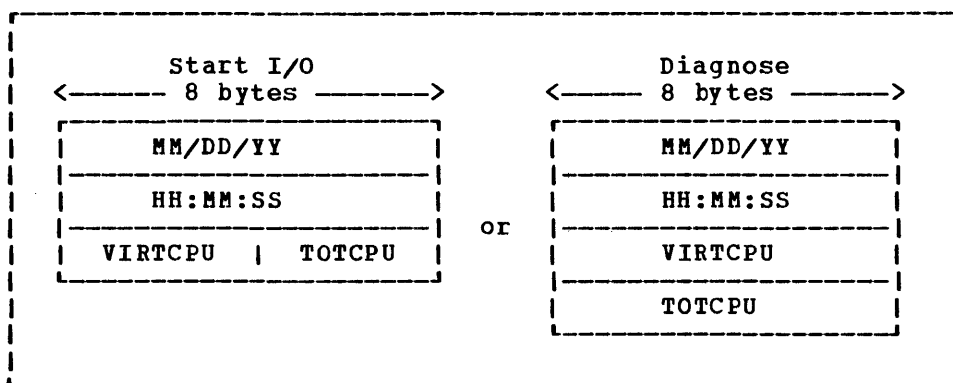 Start I/O Diagnose
<------ 8 bytes ------> <----- 8 bytes ----->
MM/DD/YY MM/DD/YY
HH:MM:SS HH:MM:SS
or
VIRTCPU | TOTCPU VIRTCPU
TOTCPU